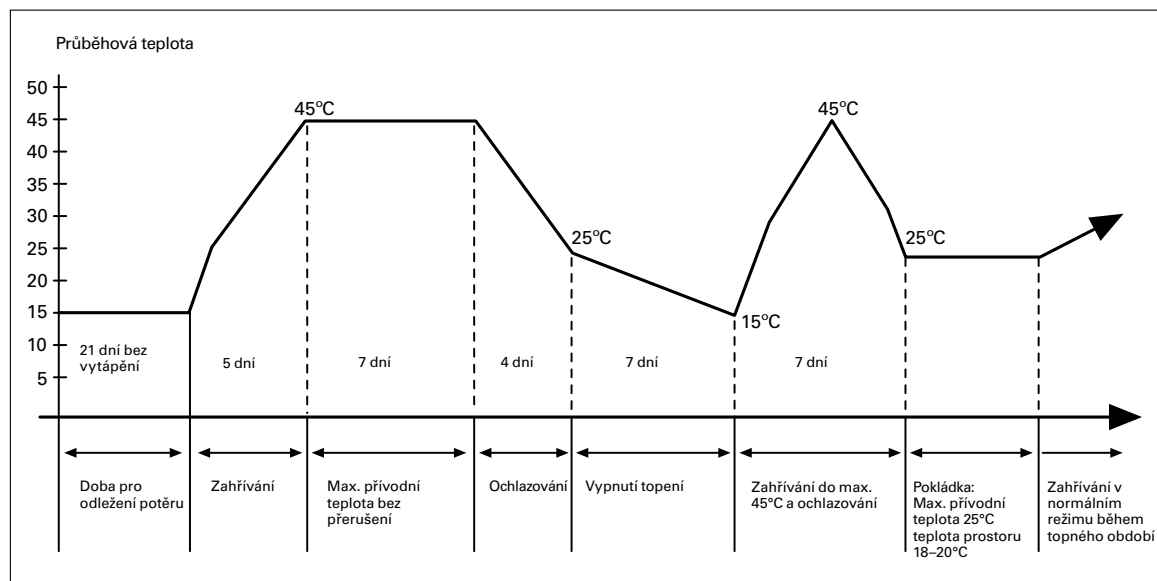 Průběhová teplota
50
45
40
35
30
25
20
15
10
5
45°C
25°C
15°C
45°C
25°C
21 dní bez
vytápění
5 dní
7 dní
4 dní
7 dní
7 dní
Doba pro
odležení potěru
Zahřívání
Max. přívodní
teplota bez
přerušení
Ochlazování
Vypnutí topení
Zahřívání do max.
45°C a ochlazování
Pokládka:
Max. přívodní
teplota 25°C
teplota prostoru
18–20°C
Zahřívání v
normálním
režimu během
topného období